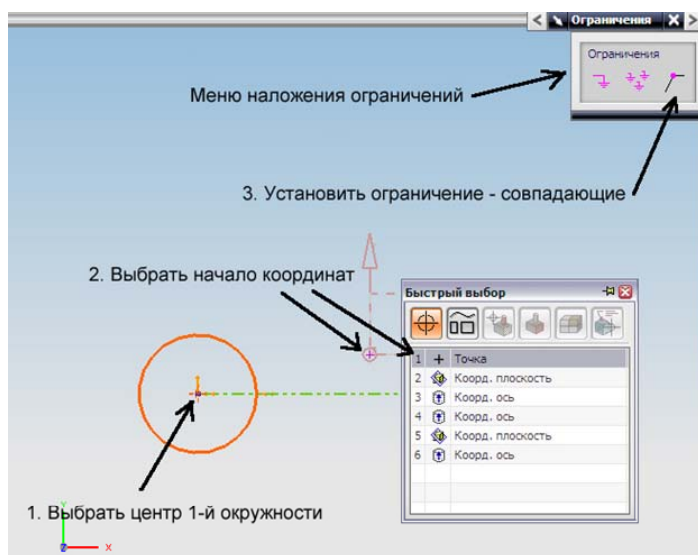 Ограничения
Ограничения
Меню наложения ограничений
3. Установить ограничение - совпадающие
2. Выбрать начало координат
Быстрый выбор
1 + Точка
2 Коорд. плоскость
3 Коорд. ось
4 Коорд. ось
5 Коорд. плоскость
6 Коорд. ось
1. Выбрать центр 1-й окружности
Y
Z
X